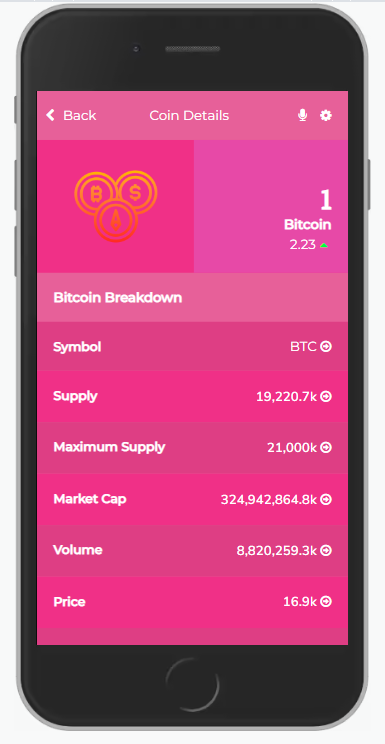 Back Coin Details
1
Bitcoin
2.23
Bitcoin Breakdown
Symbol BTC
Supply 19,220.7k
Maximum Supply 21,000k
Market Cap 324,942,864.8k
Volume 8,820,259.3k
Price 16.9k